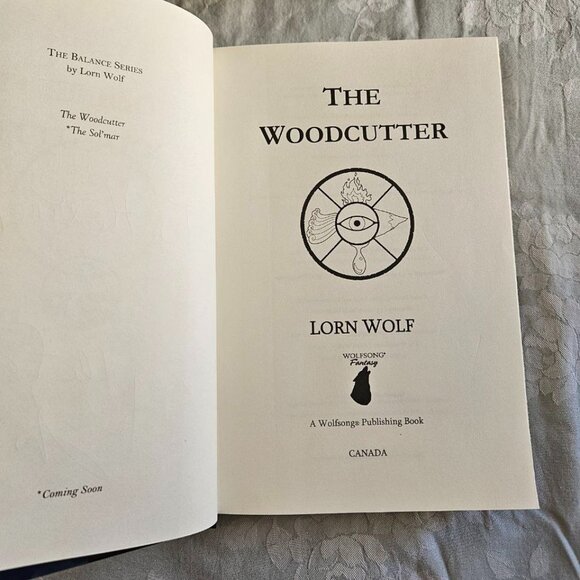 THE BALANCE SERIES
by Lorn Wolf
The Woodcutter
*The Sol'mar
*Coming Soon
THE
WOODCUTTER
LORN WOLF
WOLFSONG®
Fantasy
A Wolfsong® Publishing Book
CANADA